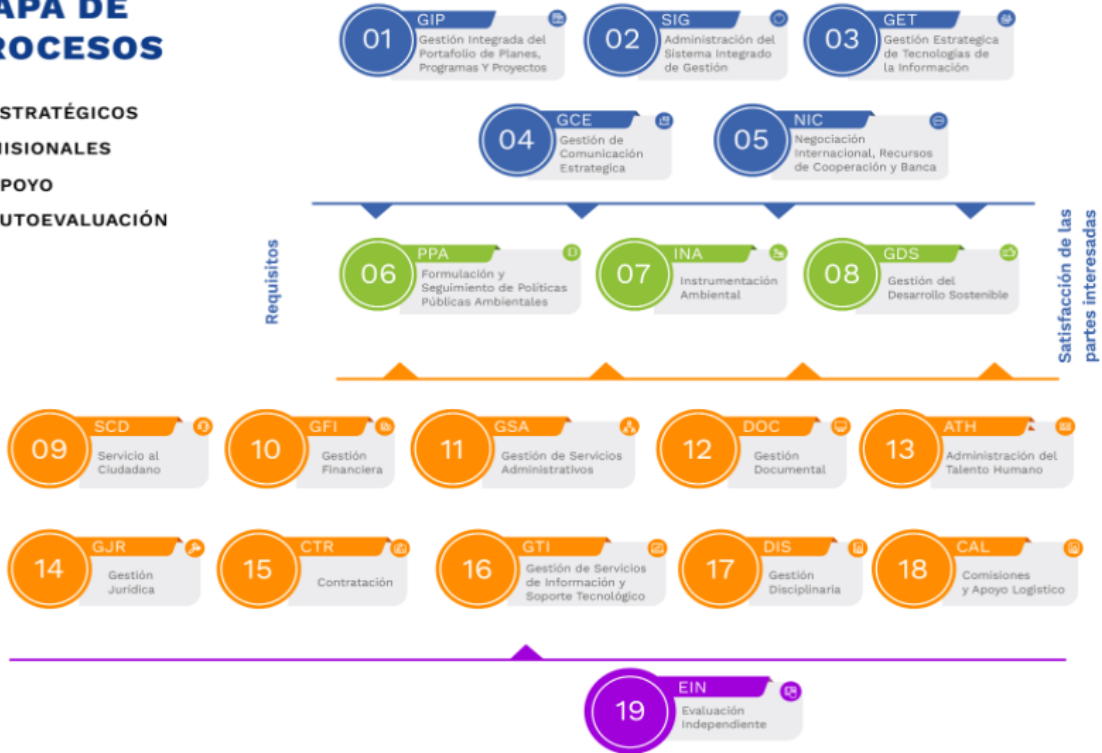 APA DE
ROCESOS
STRATÉGICOS
ISIONALES
POYO
UTOEVALUACIÓN
01
GIP
Gestión Integrada del
Portafolio de Planes,
Programas Y Proyectos
02
SIG
Administración del
Sistema Integrado
de Gestión
03
GET
Gestión Estrategica
de Tecnologías de
la Información
04
GCE
Gestión de
Comunicación
Estrategica
05
NIC
Negociación
Internacional, Recursos
de Cooperación y Banca
Requisitos
06
PPA
Formulación y
Seguimiento de Políticas
Públicas Ambientales
07
INA
Instrumentación
Ambiental
08
GDS
Gestión del
Desarrollo Sostenible
Satisfacción de las
partes interesadas
09
SCD
Servicio al
Ciudadano
10
GFI
Gestión
Financiera
11
GSA
Gestión de Servicios
Administrativos
12
DOC
Gestión
Documental
13
ATH
Administración del
Talento Humano
14
GJR
Gestión
Jurídica
15
CTR
Contratación
16
GTI
Gestión de Servicios
de Información y
Soporte Tecnológico
17
DIS
Gestión
Disciplinaria
18
CAL
Comisiones
y Apoyo Logístico
19
EIN
Evaluación
Independiente